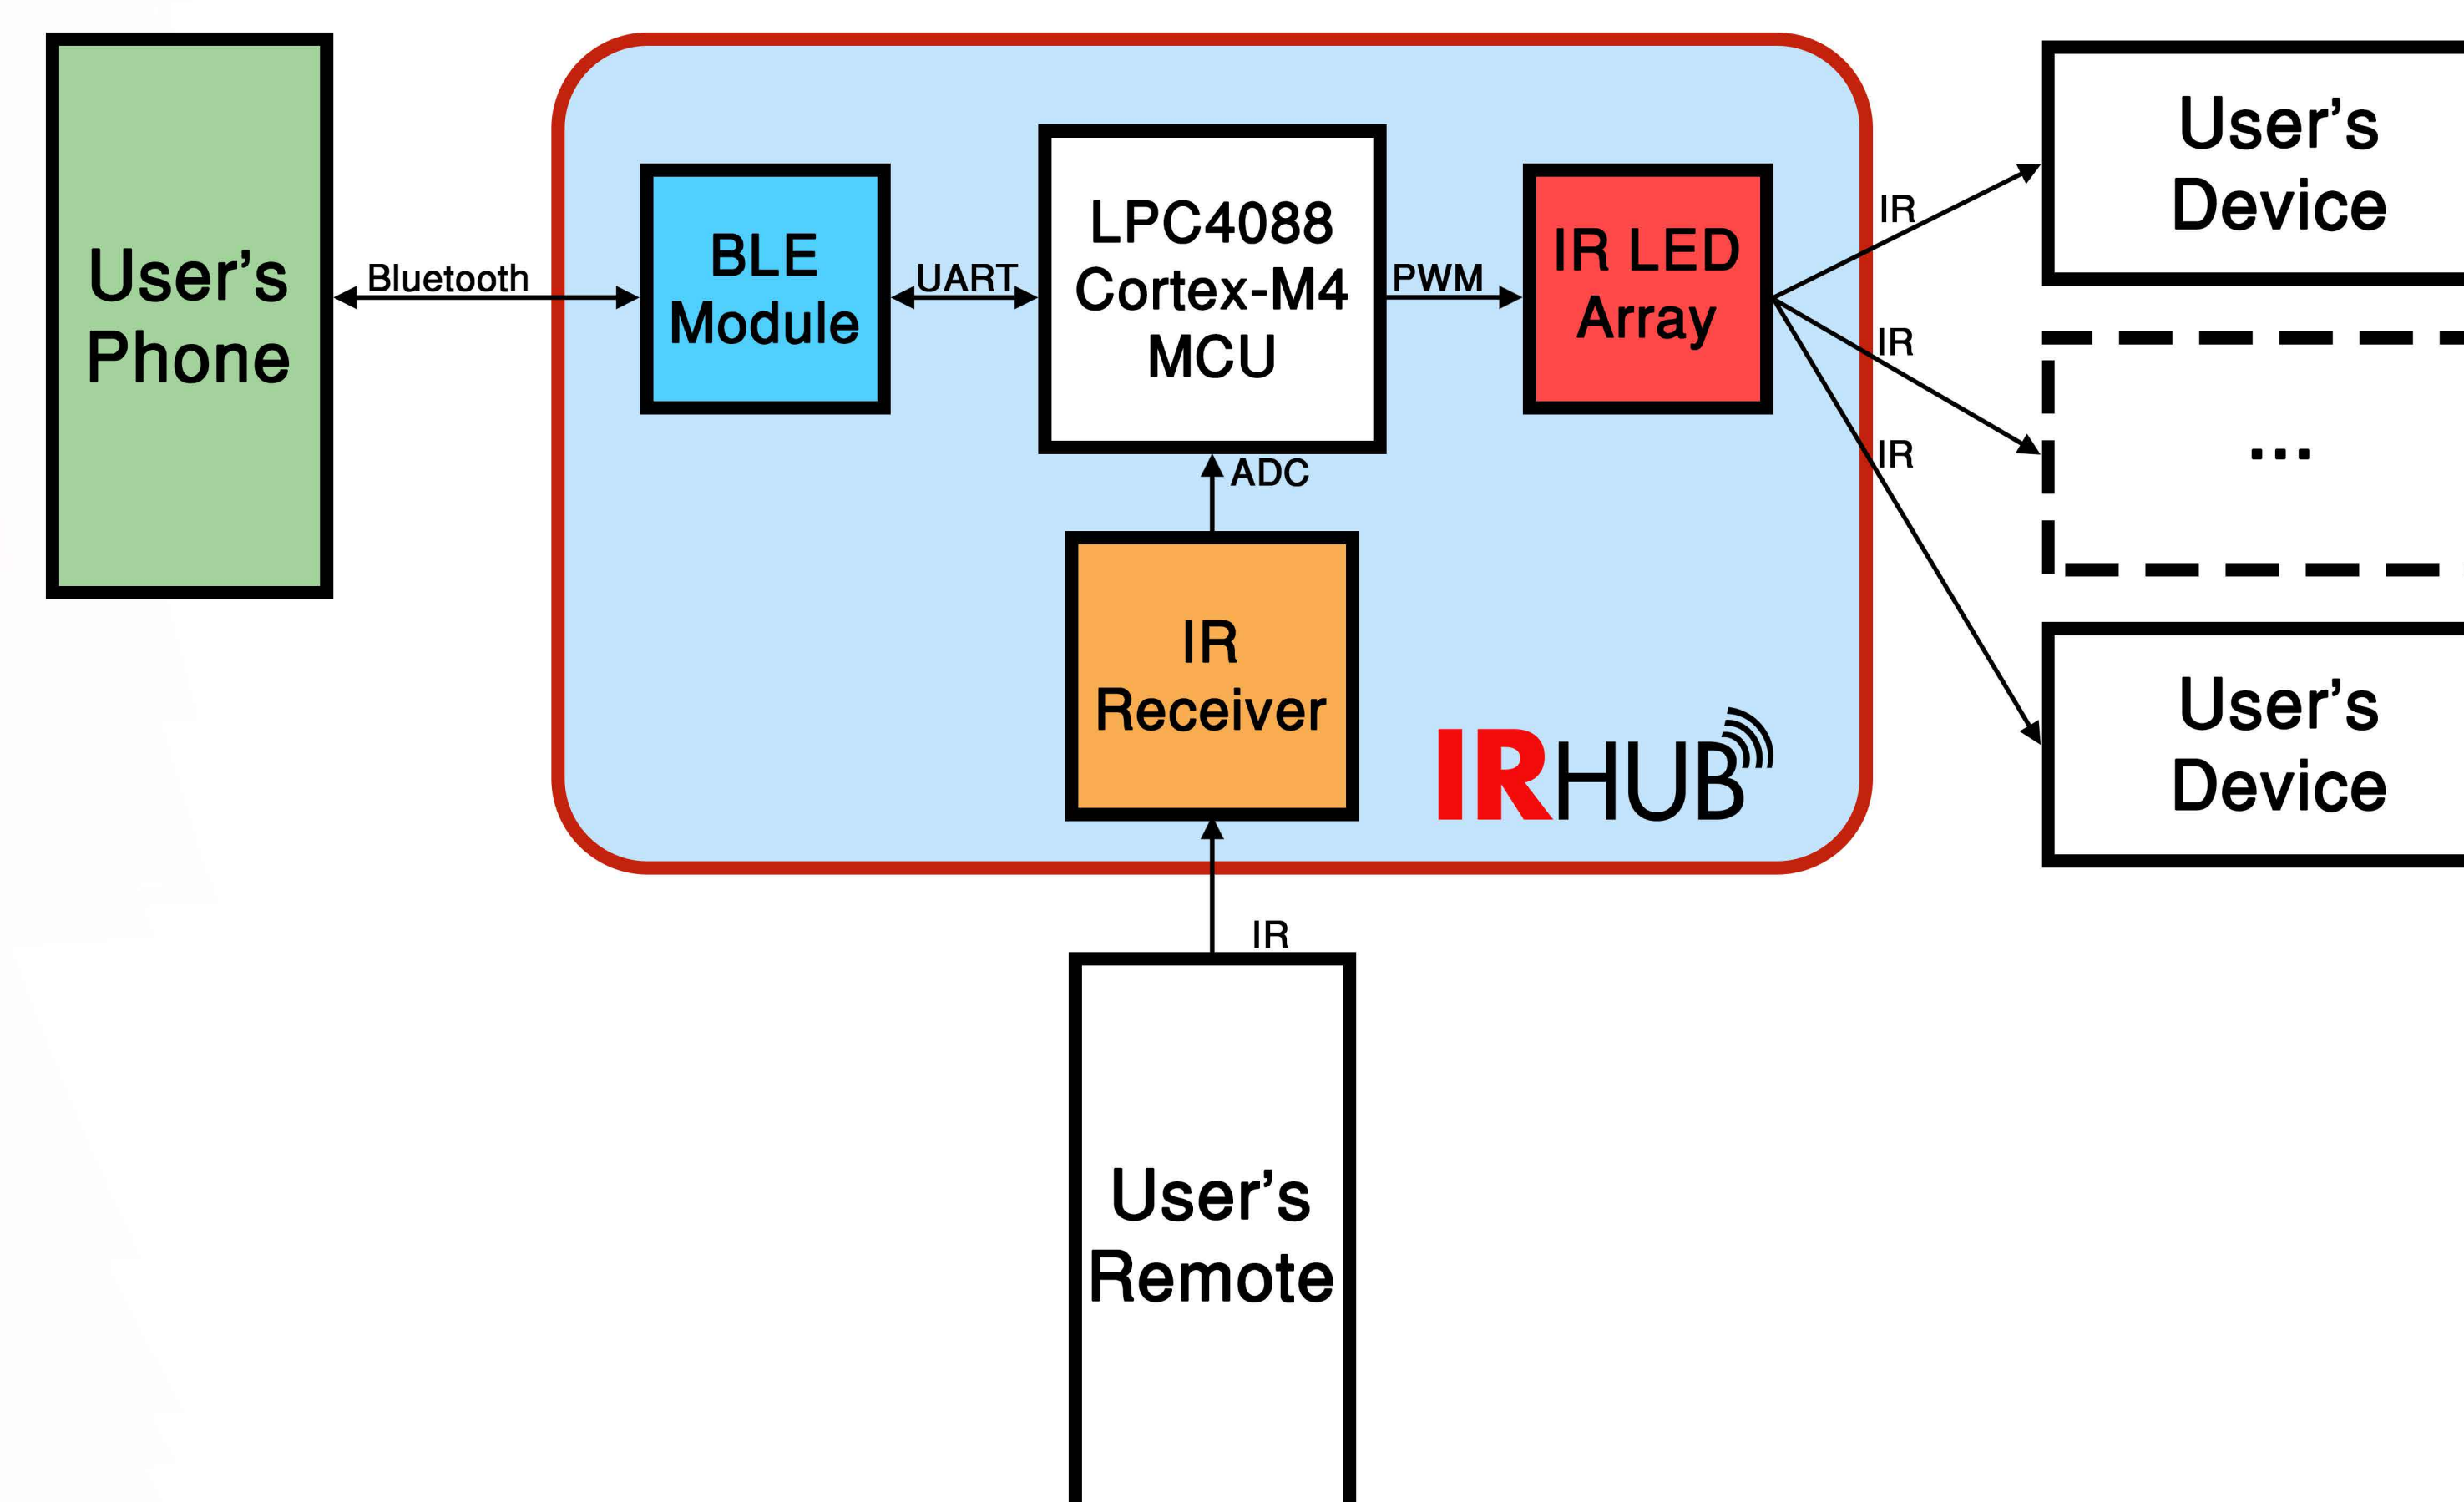 User's
Phone
Bluetooth
BLE
Module
UART
LPC4088
Cortex-M4
MCU
PWM
IR LED
Array
IR
IR
IR
User's
Device
...
User's
Device
ADC
IR
Receiver
IRHUB
IR
User's
Remote